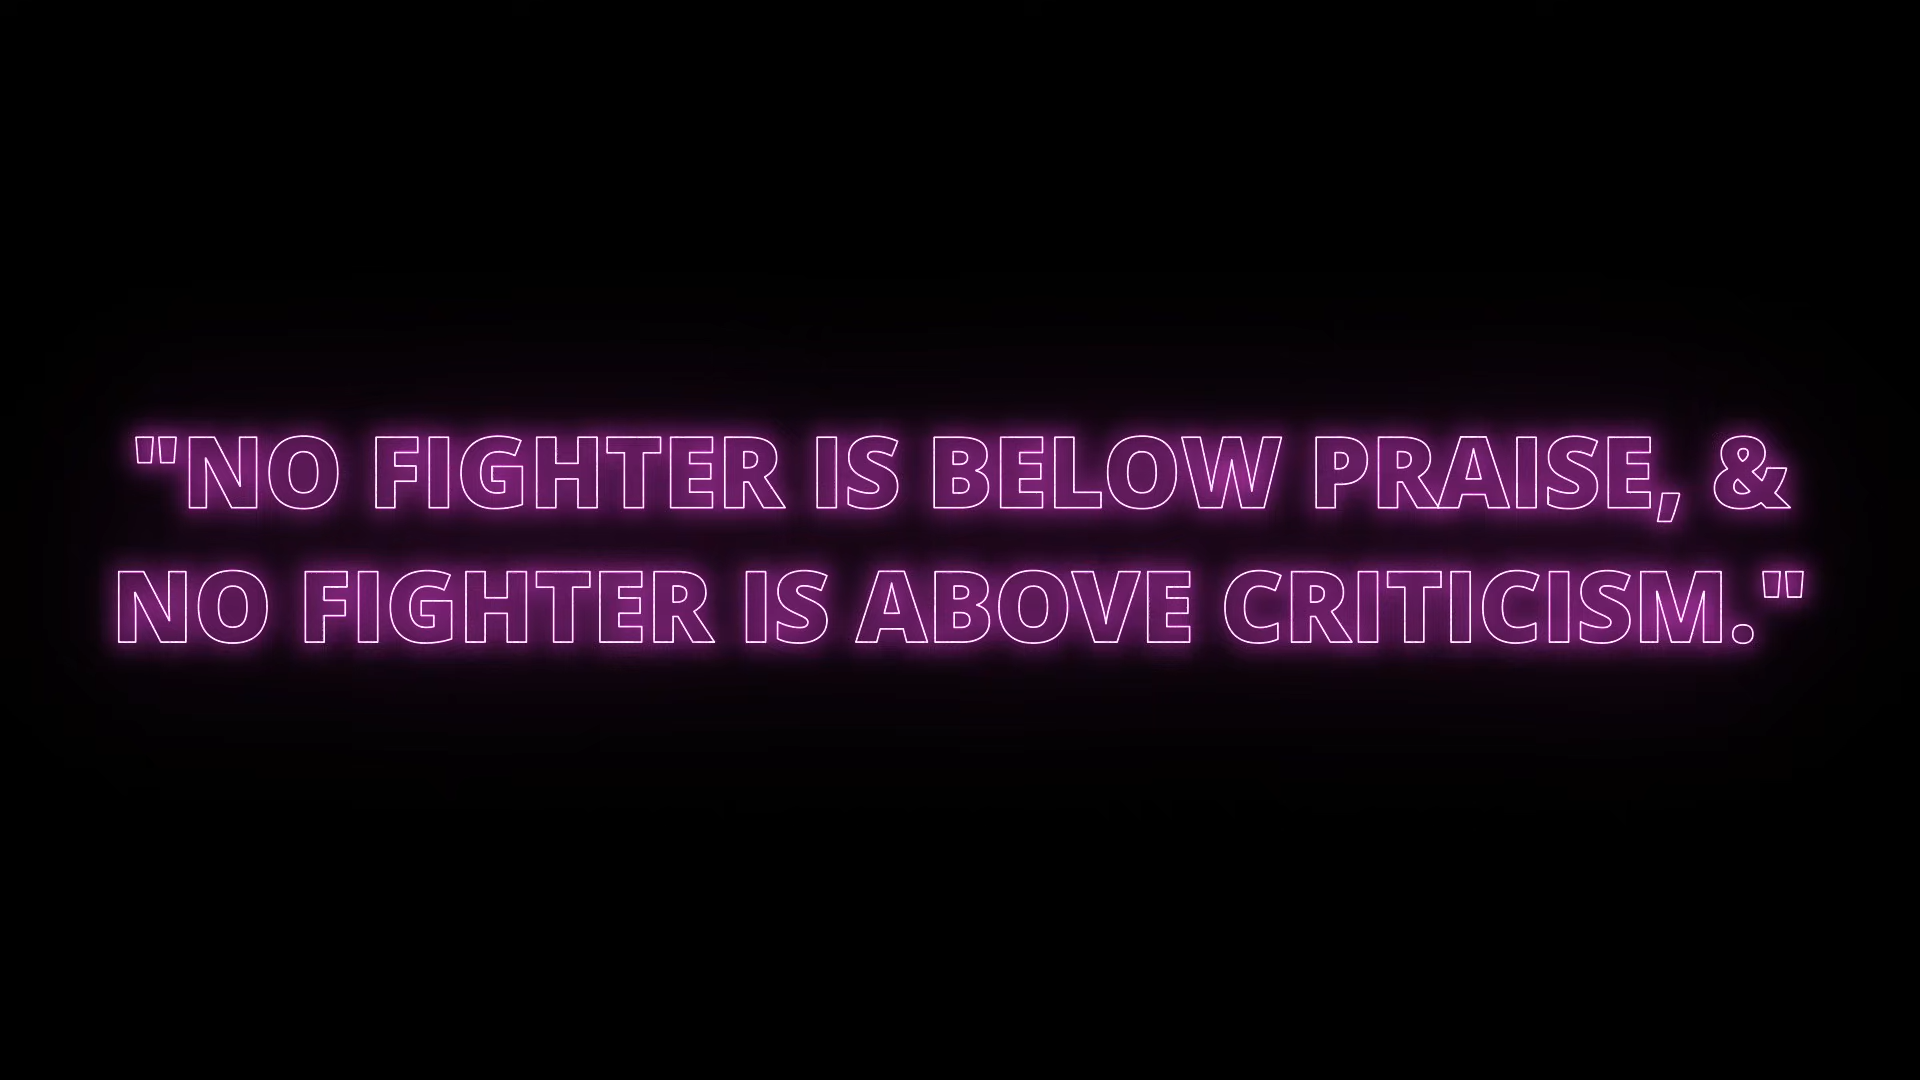 "NO FIGHTER IS BELOW PRAISE, &
NO FIGHTER IS ABOVE CRITICISM."